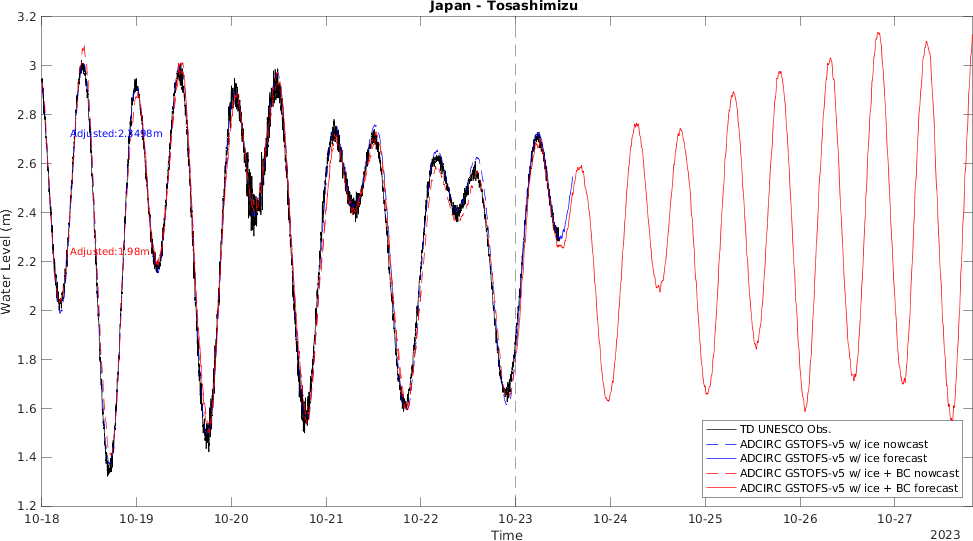 Japan - Tosashimizu
3.2
3
2.8
2.6
2.4
2.2
2
1.8
1.6
1.4
1.2
Water Level (m)
Adjusted:2.3498m
Adjusted:1.98m
TD UNESCO Obs.
ADCIRC GSTOFS-v5 w/ ice nowcast
ADCIRC GSTOFS-v5 w/ ice forecast
ADCIRC GSTOFS-v5 w/ ice + BC nowcast
ADCIRC GSTOFS-v5 w/ ice + BC forecast
10-18 10-19 10-20 10-21 10-22 10-23 10-24 10-25 10-26 10-27
Time
2023